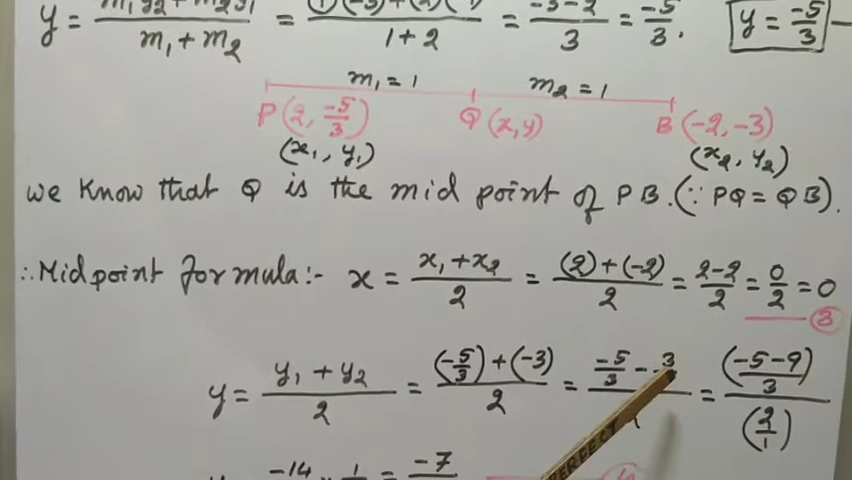 y = m₁y₂+m₂y₁ / m₁+m₂ = (1)(-3)+(2)(-1) / 1+2 = -3-2 / 3 = -5/3. y = -5/3
m₁=1 m₂=1
P(2, -5/3) Q(x,y) B(-2,-3)
(x₁, y₁) (x₂, y₂)
we know that Q is the mid point of PB. (∵ PQ = QB).
∴ Midpoint formula:- x = x₁+x₂ / 2 = (2)+(-2) / 2 = 2-2 / 2 = 0/2 = 0
3
y = y₁+y₂ / 2 = (-5/3)+(-3) / 2 = -5/3 - 3 = (-5-9 / 3) / (2/1)
-14 × 1 = -7
PERFECT